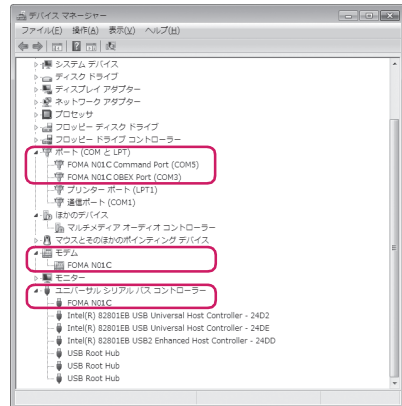 デバイス マネージャー
ファイル(F) 操作(A) 表示(V) ヘルプ(H)
システム デバイス
ディスク ドライブ
ディスプレイ アダプター
ネットワーク アダプター
プロセッサ
フロッピー ディスク ドライブ
フロッピー ドライブ コントローラー
ポート (COM と LPT)
FOMA N01C Command Port (COM5)
FOMA N01C OBEX Port (COM3)
プリンター ポート (LPT1)
通信ポート (COM1)
ほかのデバイス
マルチメディア オーディオ コントローラー
マウスとそのほかのポインティング デバイス
モデム
FOMA N01C
モニター
ユニバーサル シリアル バス コントローラー
FOMA N01C
Intel(R) 82801EB USB Universal Host Controller - 24D2
Intel(R) 82801EB USB Universal Host Controller - 24DE
Intel(R) 82801EB USB2 Enhanced Host Controller - 24DD
USB Root Hub
USB Root Hub
USB Root Hub